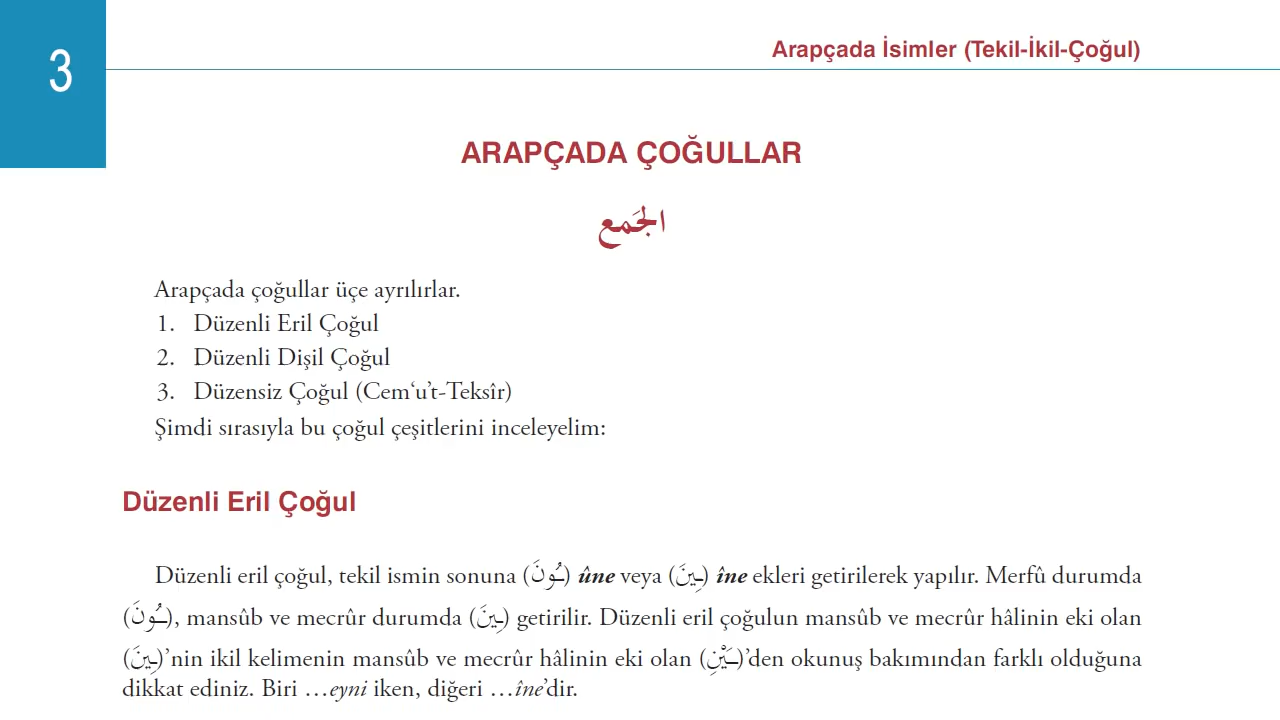 3
Arapçada İsimler (Tekil-İkil-Çoğul)
ARAPÇADA ÇOĞULLAR
الجَمع
Arapçada çoğullar üçe ayrılırlar.
1. Düzenli Eril Çoğul
2. Düzenli Dişil Çoğul
3. Düzensiz Çoğul (Cem‘u’t-Teksîr)
Şimdi sırasıyla bu çoğul çeşitlerini inceleyelim:
Düzenli Eril Çoğul
Düzenli eril çoğul, tekil ismin sonuna (ـُونَ) ûne veya (ـِينَ) îne ekleri getirilerek yapılır. Merfû durumda
(ـُونَ), mansûb ve mecrûr durumda (ـِينَ) getirilir. Düzenli eril çoğulun mansûb ve mecrûr hâlinin eki olan
(ـِينَ)’nin ikil kelimenin mansûb ve mecrûr hâlinin eki olan (ـَيْنِ)’den okunuş bakımından farklı olduğuna
dikkat ediniz. Biri …eyni iken, diğeri …îne’dir.